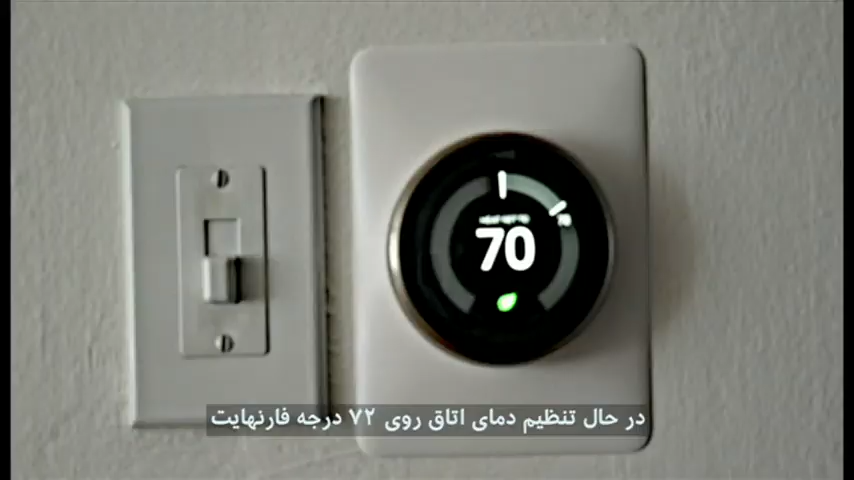 70
در حال تنظیم دمای اتاق روی ۷۲ درجه فارنهایت